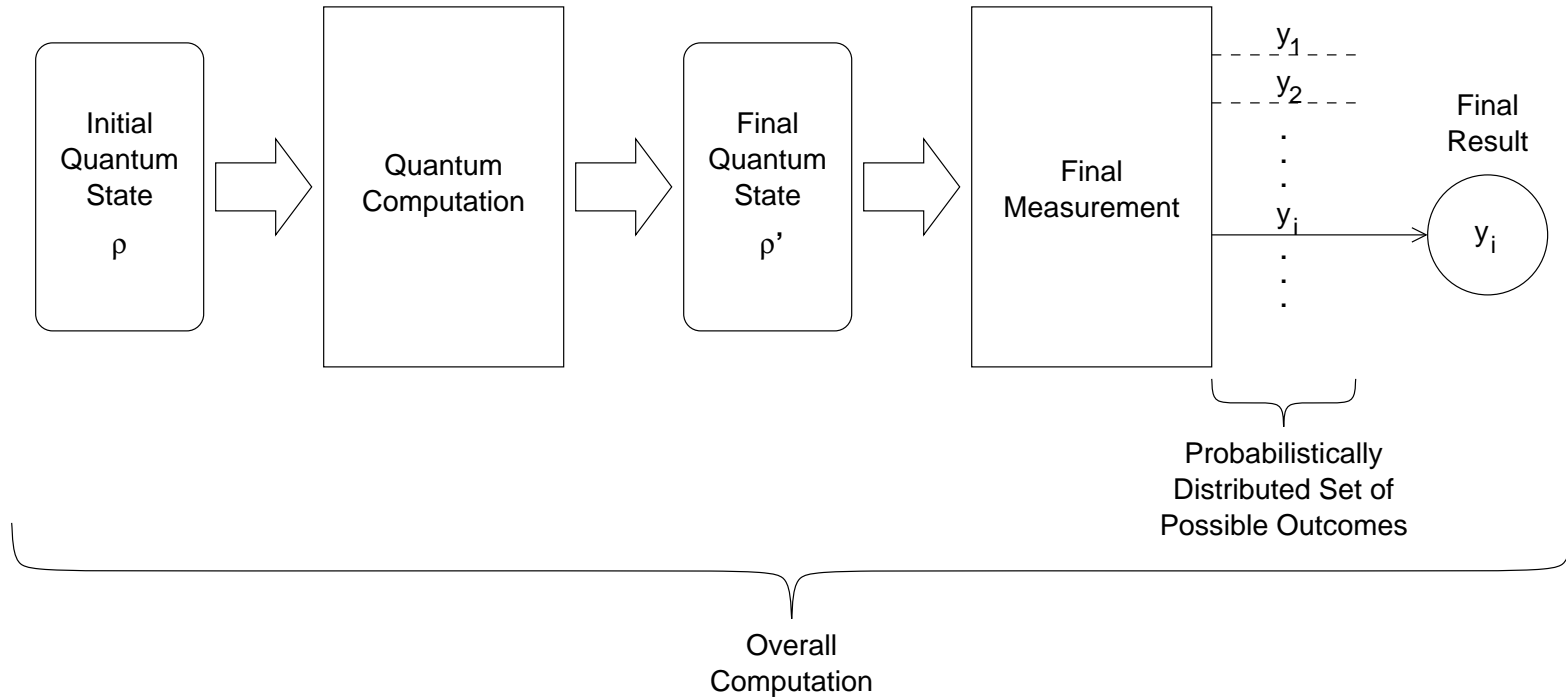 Initial
Quantum
State
ρ
Quantum
Computation
Final
Quantum
State
ρ’
Final
Measurement
y1
y2
yi
Final
Result
yi
Probabilistically
Distributed Set of
Possible Outcomes
Overall
Computation